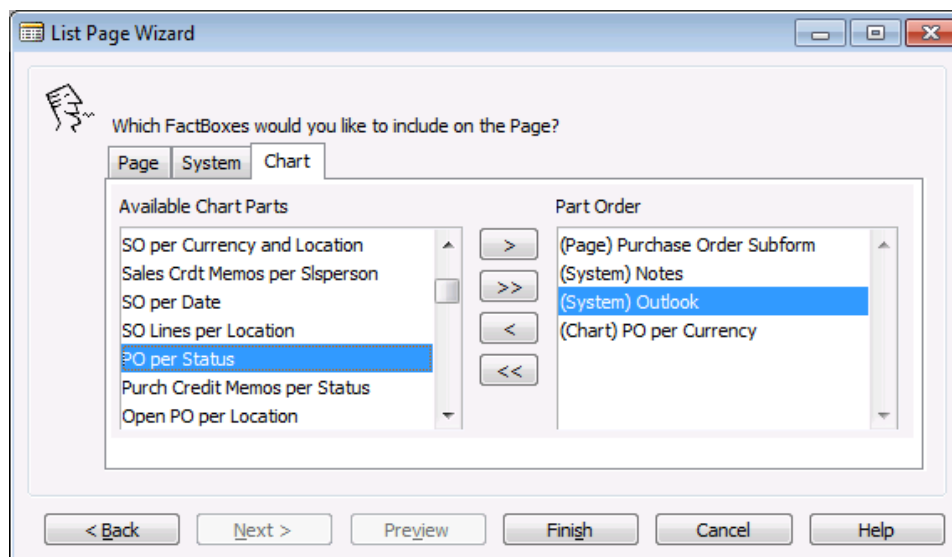 List Page Wizard
Which FactBoxes would you like to include on the Page?
Page System Chart
Available Chart Parts
SO per Currency and Location
Sales Crdt Memos per Slsperson
SO per Date
SO Lines per Location
PO per Status
Purch Credit Memos per Status
Open PO per Location
>
>>
<
<<
Part Order
(Page) Purchase Order Subform
(System) Notes
(System) Outlook
(Chart) PO per Currency
< Back Next > Preview Finish Cancel Help